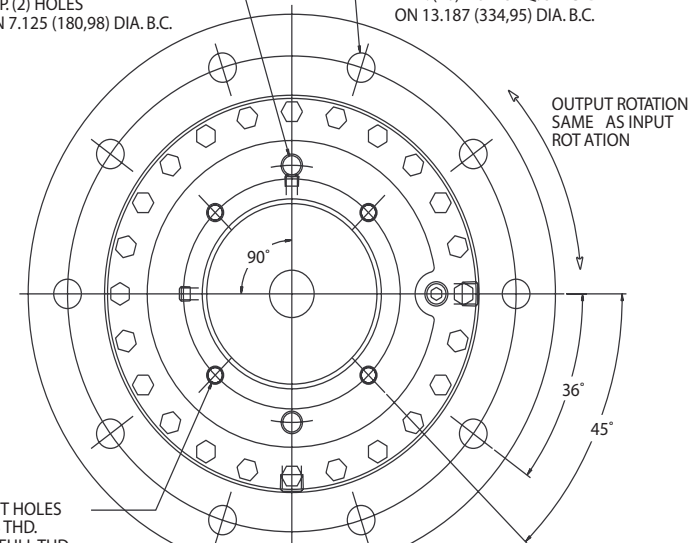 (2) HOLES
7.125 (180,98) DIA. B.C.
ON 13.187 (334,95) DIA. B.C.
OUTPUT ROTATION
SAME AS INPUT
ROT ATION
90°
36°
45°
HOLES
THD.